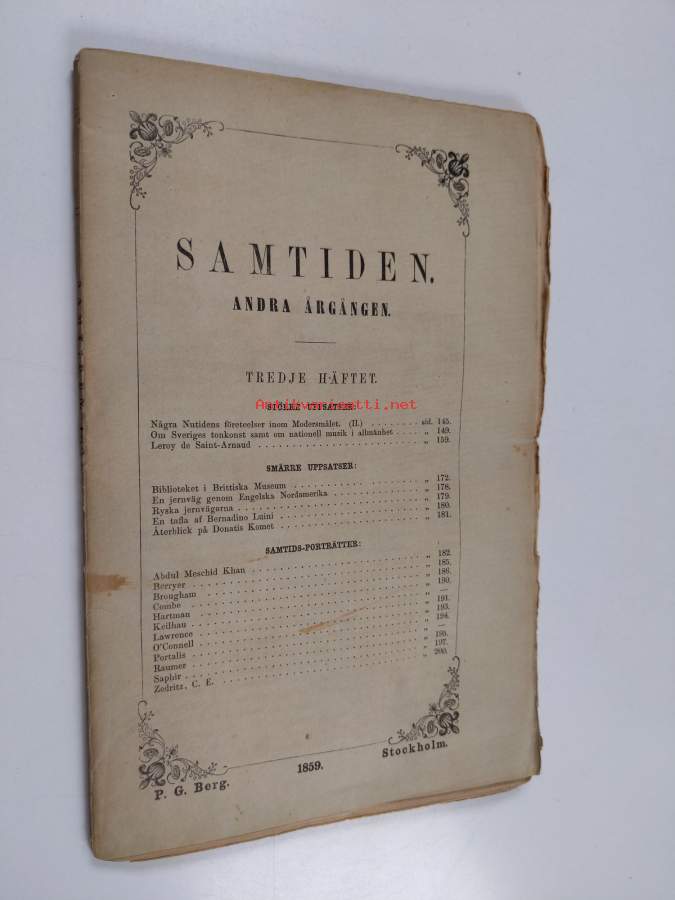 SAMTIDEN.
ANDRA ÅRGÅNGEN.
TREDJE HÄFTET.
Antikvariaatti.net
STÖRRE UPPSATSER:
Några Nutidens företeelser inom Modersmålet. (II.) . . . . . . . sid. 145.
Om Sveriges tonkonst samt om nationell muzik i allmänhet . . . . „ 149.
Leroy de Saint-Arnaud . . . . . . . . . . . . . . . . . . „ 159.
SMÄRRE UPPSATSER:
Biblioteket i Brittiska Museum . . . . . . . . . . . . . . „ 172.
En jernväg genom Engelska Nordamerika . . . . . . . . . . „ 178.
Ryska jernvägarna . . . . . . . . . . . . . . . . . . . . „ 179.
En tafla af Bernadino Luini . . . . . . . . . . . . . . . „ 180.
Återblick på Donatis Komet . . . . . . . . . . . . . . . . „ 181.
SAMTIDS-PORTRÄTTER:
Abdul Meschid Khan . . . . . . . . . . . . . . . . . . . „ 182.
Berryer . . . . . . . . . . . . . . . . . . . . . . . . . „ 185.
Brougham . . . . . . . . . . . . . . . . . . . . . . . . „ 186.
Combe . . . . . . . . . . . . . . . . . . . . . . . . . . „ 190.
Hartman . . . . . . . . . . . . . . . . . . . . . . . . . „ —
Keilhau . . . . . . . . . . . . . . . . . . . . . . . . . „ 191.
Lawrence . . . . . . . . . . . . . . . . . . . . . . . . „ 193.
O'Connell . . . . . . . . . . . . . . . . . . . . . . . . „ 194.
Portalis . . . . . . . . . . . . . . . . . . . . . . . . „ —
Raumer . . . . . . . . . . . . . . . . . . . . . . . . . „ 195.
Saphir . . . . . . . . . . . . . . . . . . . . . . . . . „ 197.
Zedritz, C. E. . . . . . . . . . . . . . . . . . . . . . „ 200.
P. G. Berg.
1859.
Stockholm.